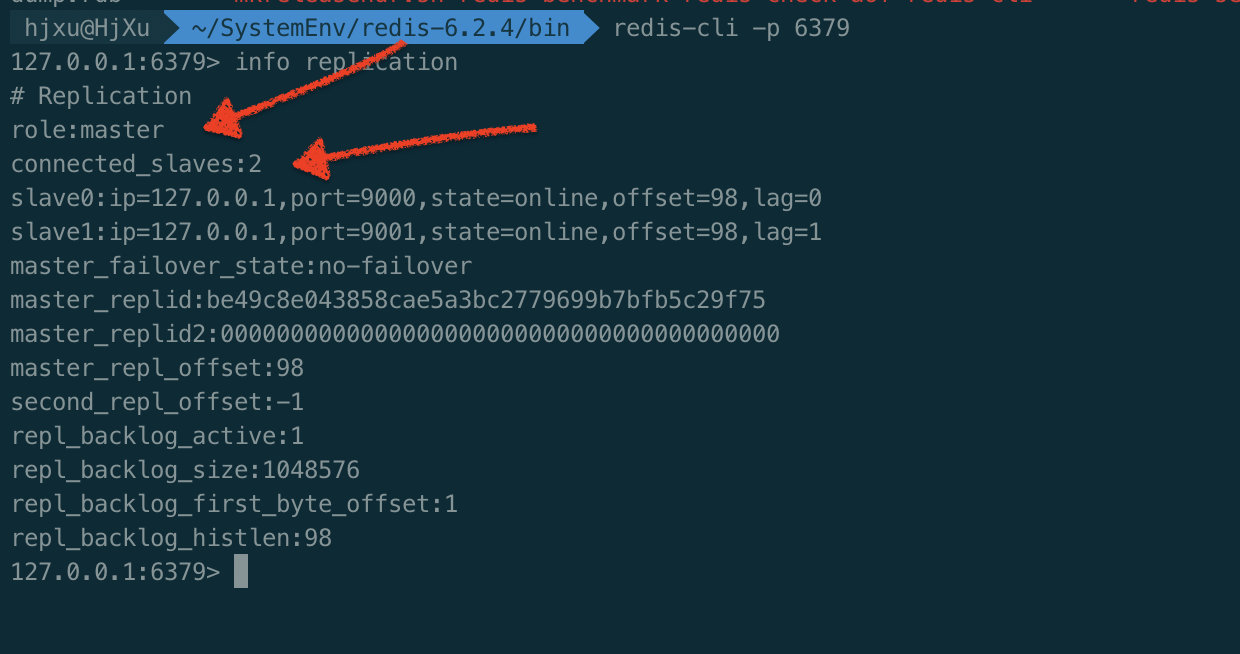 hjxu@HjXu ~/SystemEnv/redis-6.2.4/bin redis-cli -p 6379
127.0.0.1:6379> info replication
# Replication
role:master
connected_slaves:2
slave0:ip=127.0.0.1,port=9000,state=online,offset=98,lag=0
slave1:ip=127.0.0.1,port=9001,state=online,offset=98,lag=1
master_failover_state:no-failover
master_replid:be49c8e043858cae5a3bc2779699b7bfb5c29f75
master_replid2:0000000000000000000000000000000000000000
master_repl_offset:98
second_repl_offset:-1
repl_backlog_active:1
repl_backlog_size:1048576
repl_backlog_first_byte_offset:1
repl_backlog_histlen:98
127.0.0.1:6379>